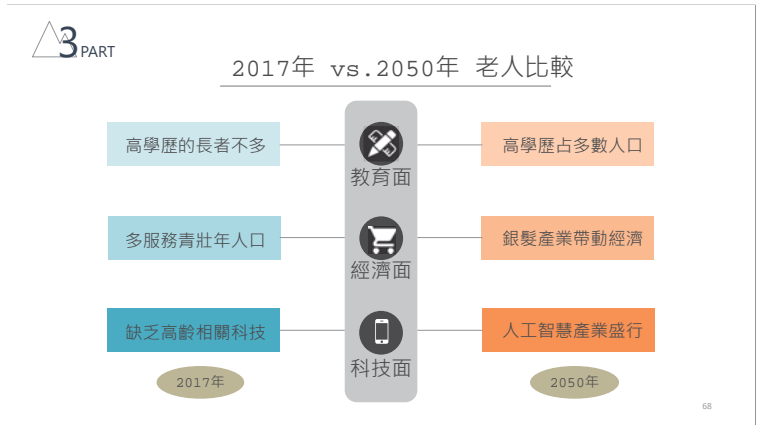 3 PART
2017年 vs.2050年 老人比較
高學歷的長者不多
教育面
高學歷占多數人口
多服務青壯年人口
經濟面
銀髮產業帶動經濟
缺乏高齡相關科技
科技面
人工智慧產業盛行
2017年
2050年
68